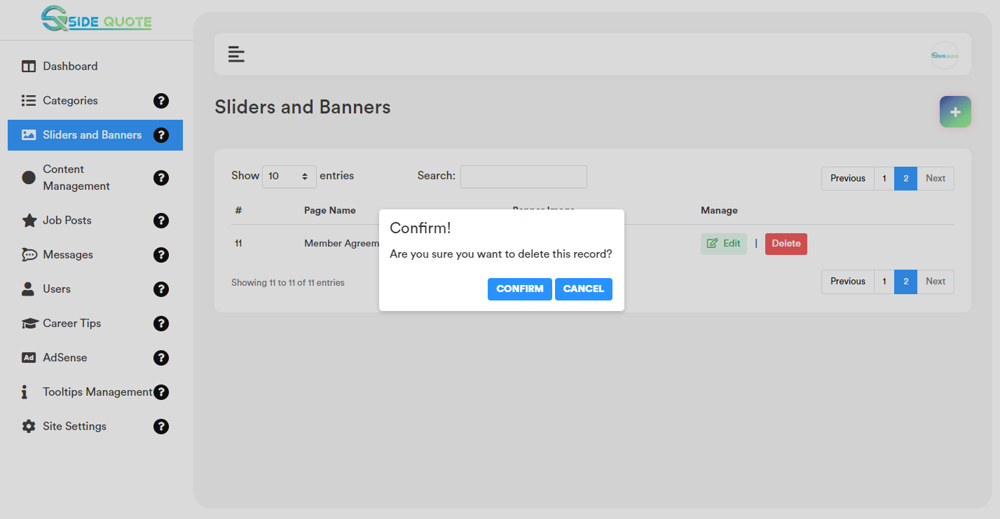 SIDE QUOTE
Dashboard
Categories ?
Sliders and Banners ?
Content
Management ?
Job Posts ?
Messages ?
Users ?
Career Tips ?
Ad AdSense ?
Tooltips Management ?
Site Settings ?
Sliders and Banners
+
Show 10 entries Search: Previous 1 2 Next
# Page Name Banner Image Manage
11 Member Agreem Edit | Delete
Showing 11 to 11 of 11 entries Previous 1 2 Next
Confirm!
Are you sure you want to delete this record?
CONFIRM CANCEL